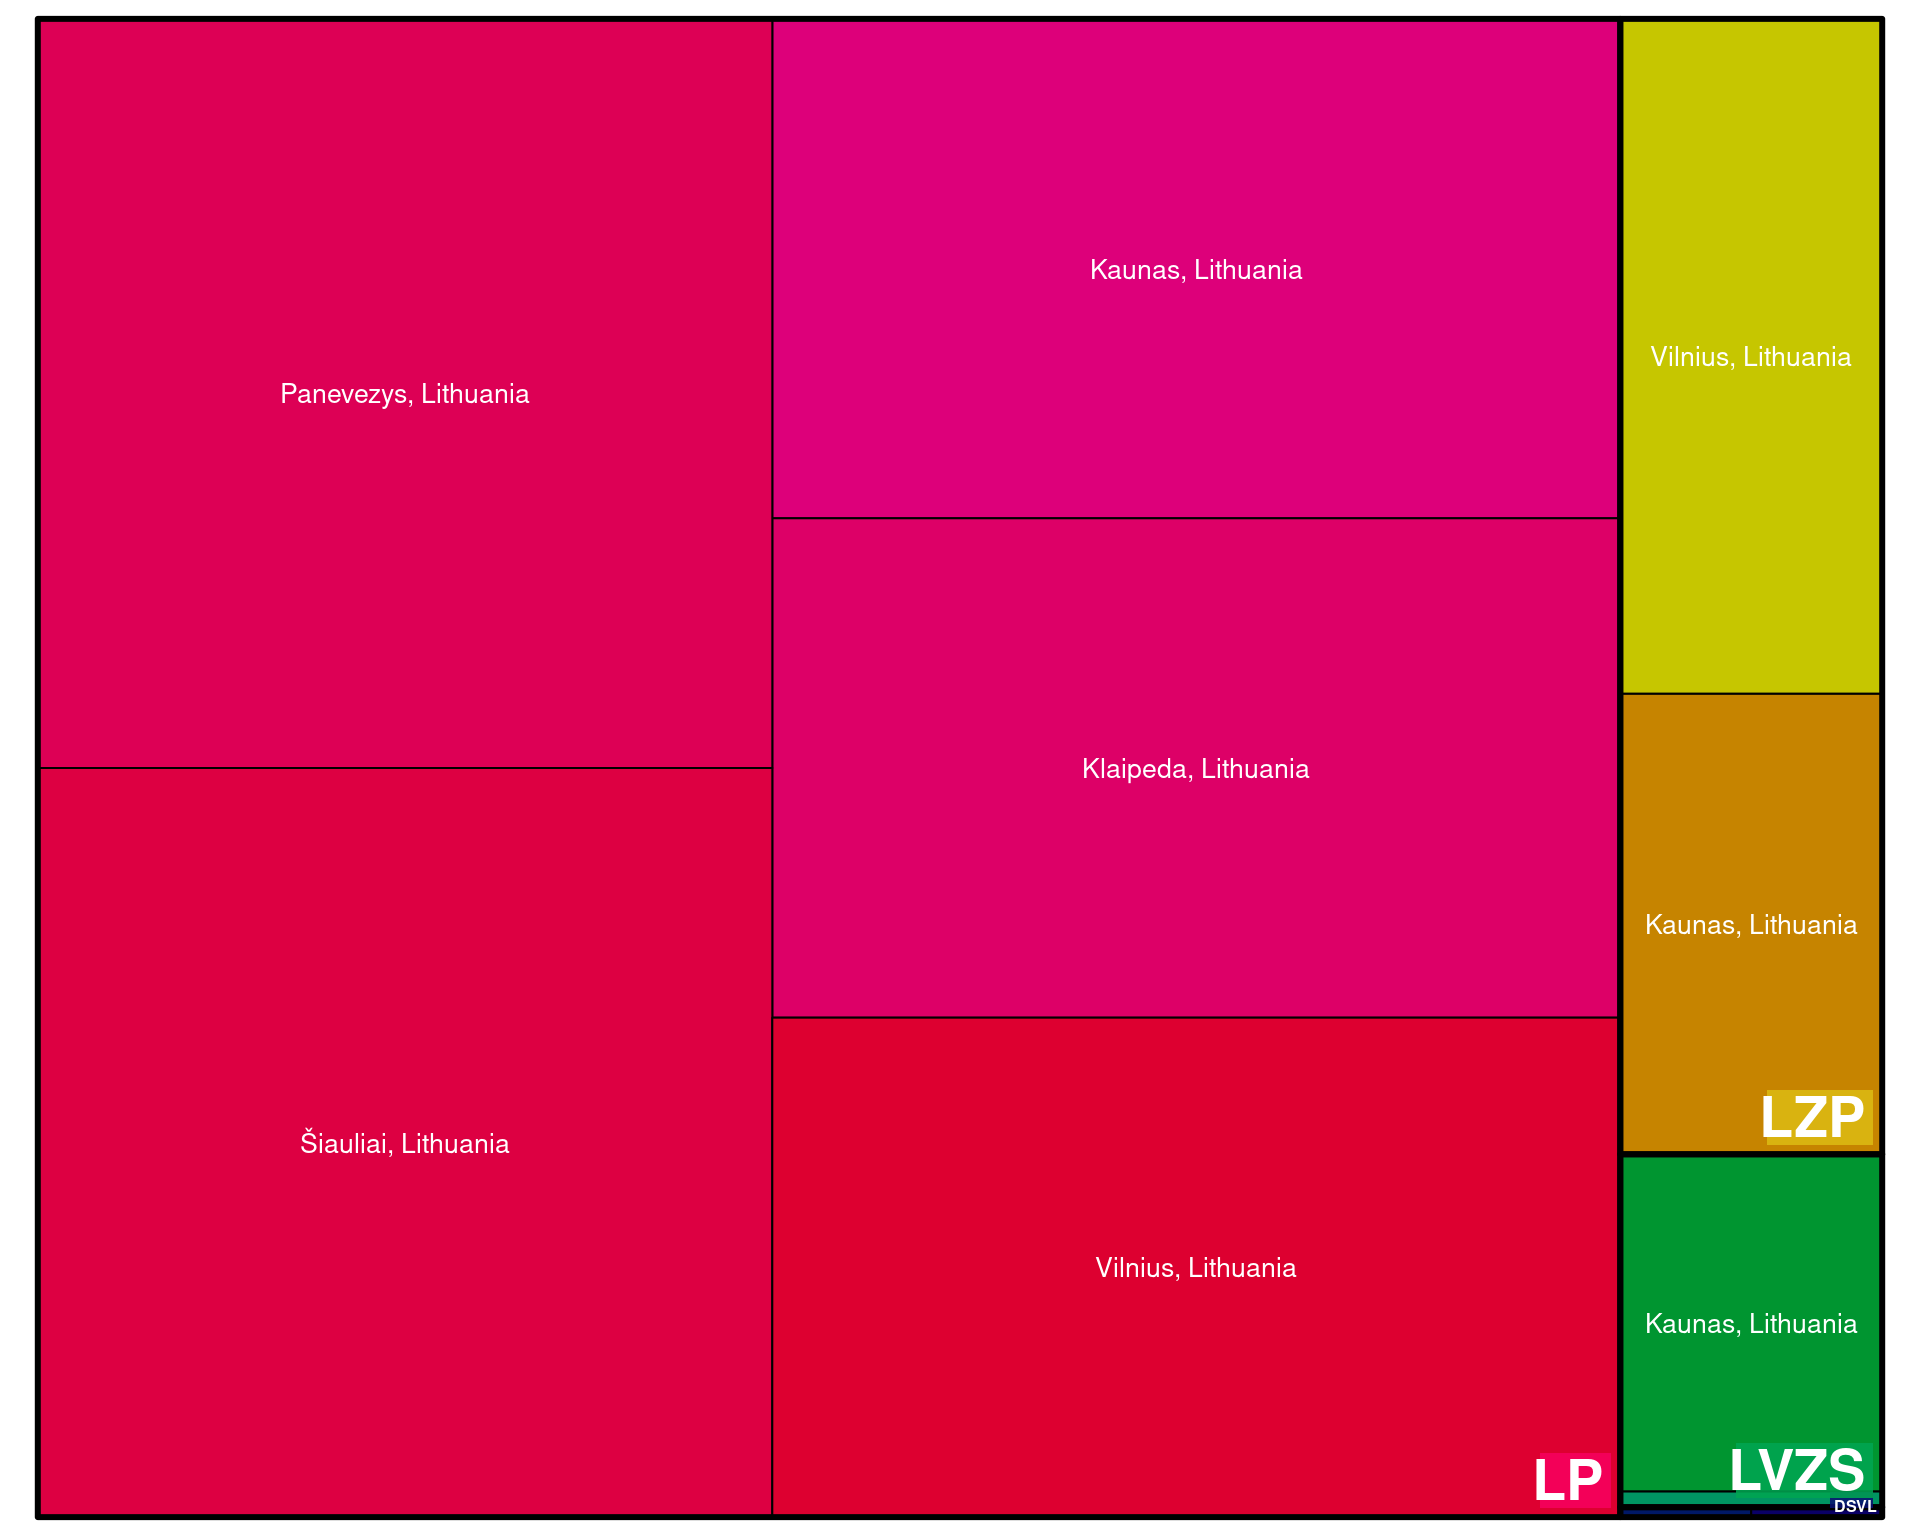 Panevezys, Lithuania
Šiauliai, Lithuania
Kaunas, Lithuania
Klaipeda, Lithuania
Vilnius, Lithuania
LP
Vilnius, Lithuania
Kaunas, Lithuania
LZP
Kaunas, Lithuania
LVZS
DSVL